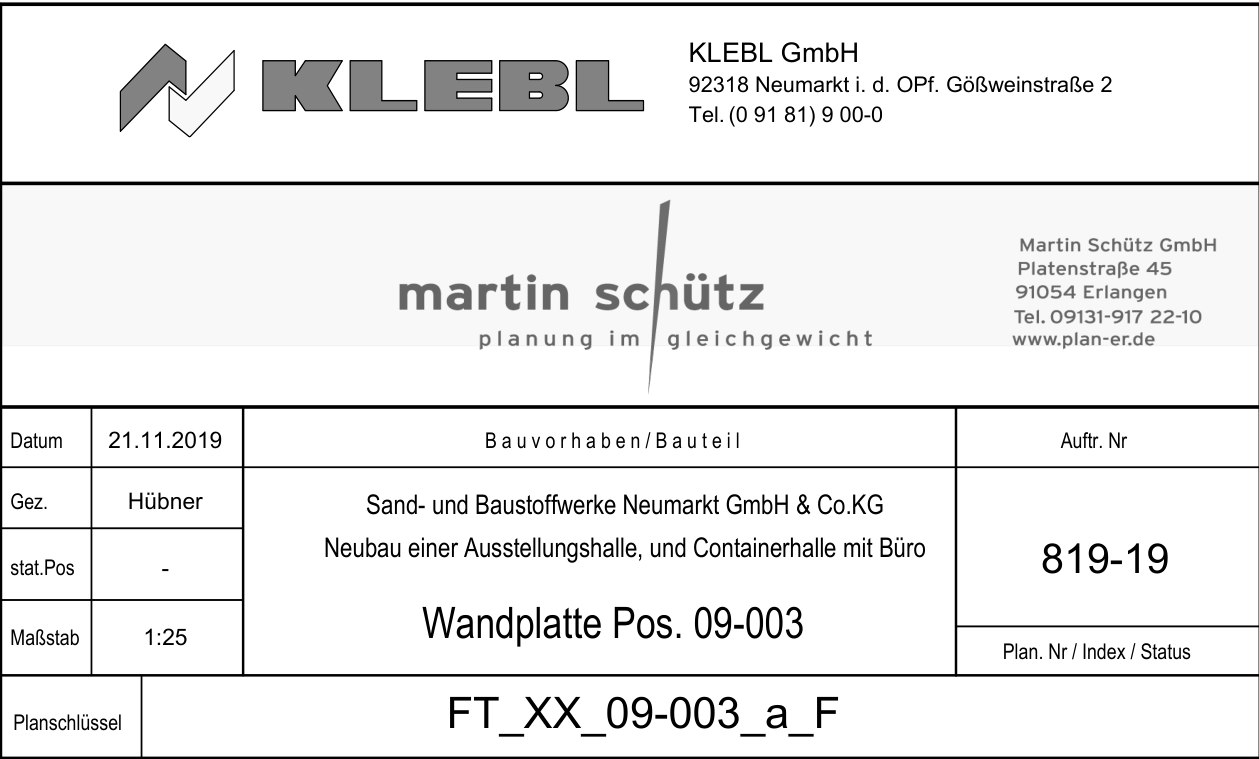 KLEBL
KLEBL GmbH
92318 Neumarkt i. d. OPf. Gößweinstraße 2
Tel. (0 91 81) 9 00-0
martin schütz
planung im gleichgewicht
Martin Schütz GmbH
Platenstraße 45
91054 Erlangen
Tel. 09131-917 22-10
www.plan-er.de
Datum 21.11.2019 Bauvorhaben/Bauteil Auftr. Nr
Gez. Hübner
Sand- und Baustoffwerke Neumarkt GmbH & Co.KG
Neubau einer Ausstellungshalle, und Containerhalle mit Büro
819-19
stat.Pos -
Wandplatte Pos. 09-003
Maßstab 1:25
Plan. Nr / Index / Status
Planschlüssel FT_XX_09-003_a_F